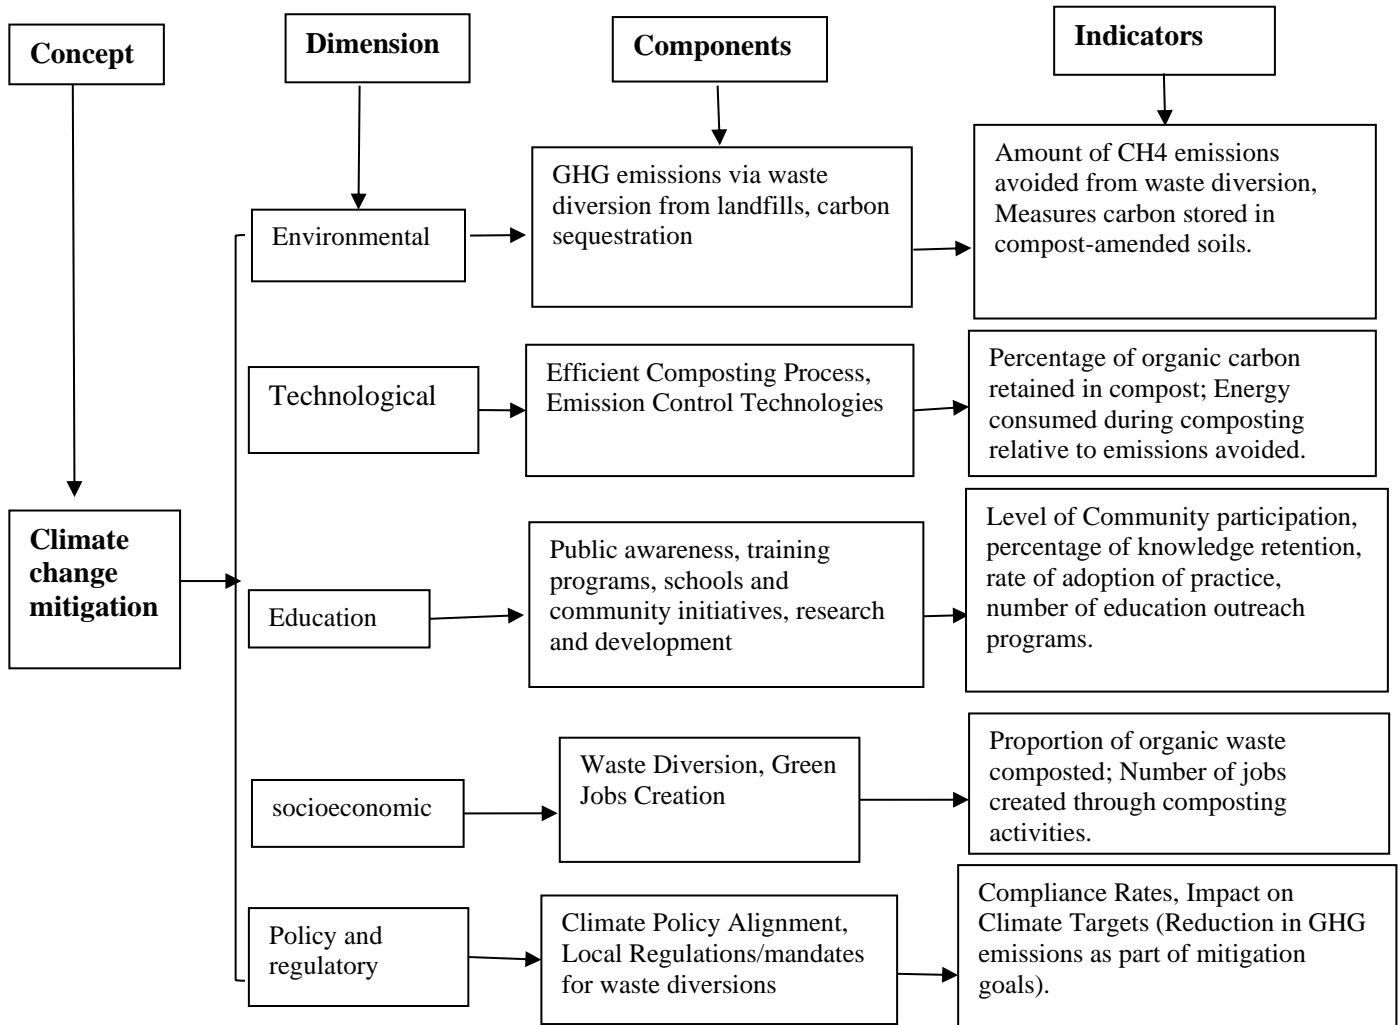 Concept
Dimension
Components
Indicators
Environmental
GHG emissions via waste
diversion from landfills, carbon
sequestration
Amount of CH4 emissions
avoided from waste diversion,
Measures carbon stored in
compost-amended soils.
Technological
Efficient Composting Process,
Emission Control Technologies
Percentage of organic carbon
retained in compost; Energy
consumed during composting
relative to emissions avoided.
Climate
change
mitigation
Education
Public awareness, training
programs, schools and
community initiatives, research
and development
Level of Community participation,
percentage of knowledge retention,
rate of adoption of practice,
number of education outreach
programs.
socioeconomic
Waste Diversion, Green
Jobs Creation
Proportion of organic waste
composted; Number of jobs
created through composting
activities.
Policy and
regulatory
Climate Policy Alignment,
Local Regulations/mandates
for waste diversions
Compliance Rates, Impact on
Climate Targets (Reduction in GHG
emissions as part of mitigation
goals).